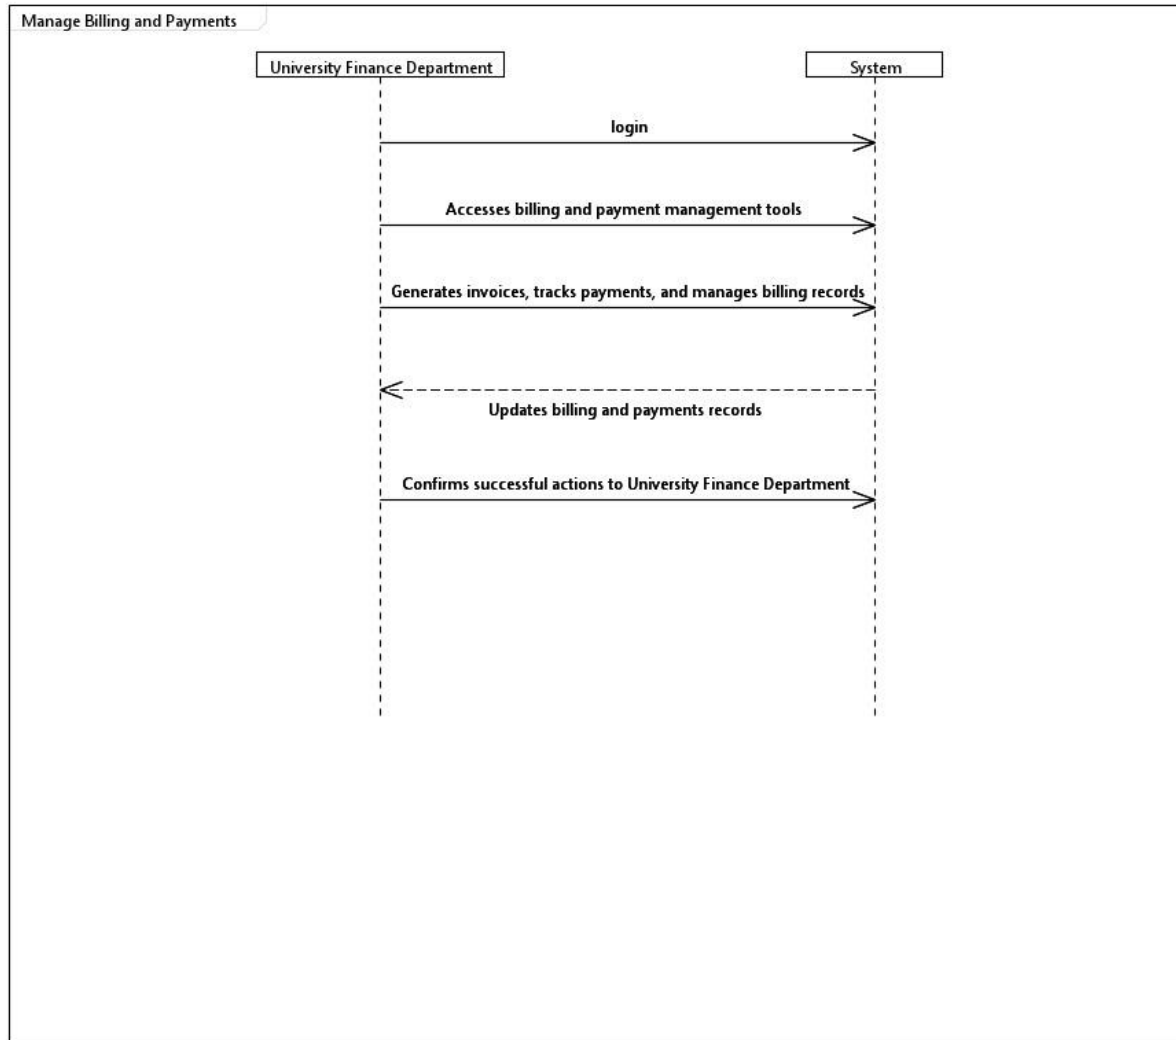 Manage Billing and Payments
University Finance Department
System
login
Accesses billing and payment management tools
Generates invoices, tracks payments, and manages billing records
Updates billing and payments records
Confirms successful actions to University Finance Department